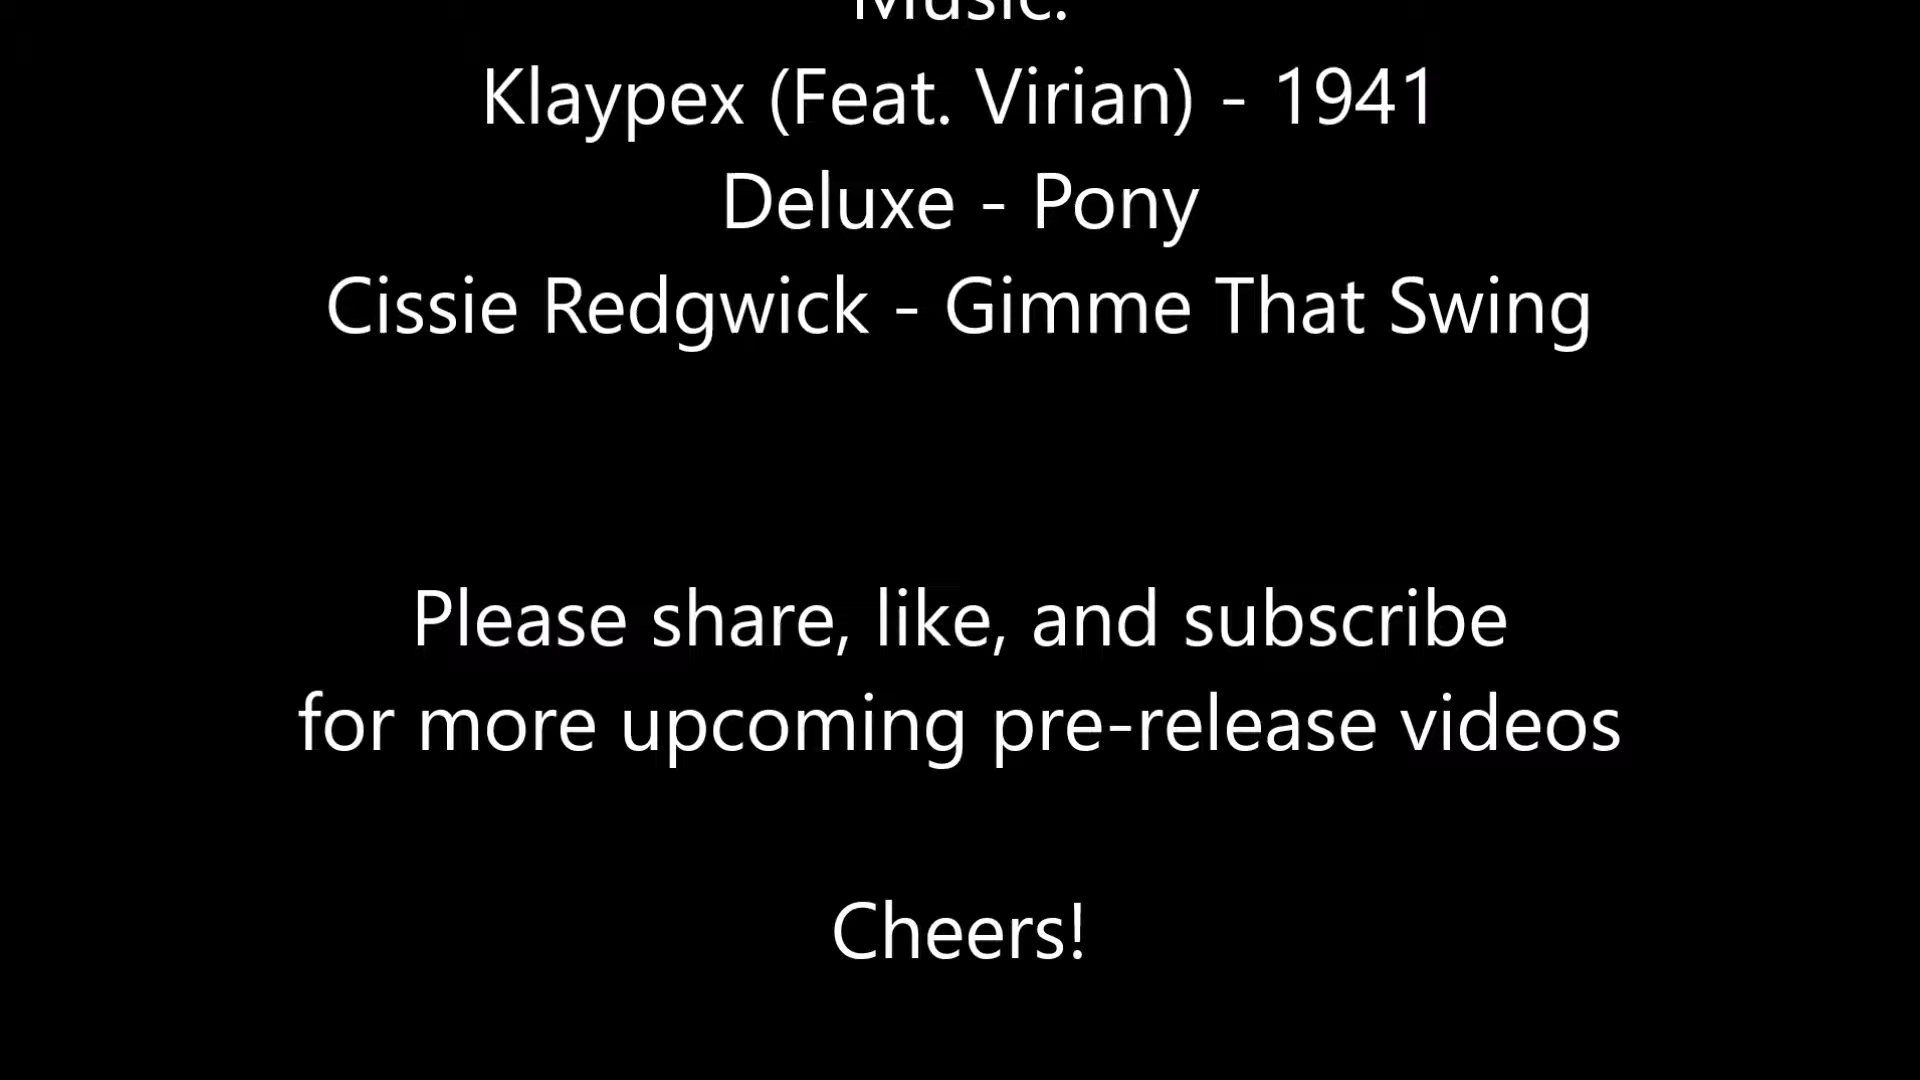 Music:
Klaypex (Feat. Virian) - 1941
Deluxe - Pony
Cissie Redgwick - Gimme That Swing
Please share, like, and subscribe
for more upcoming pre-release videos
Cheers!